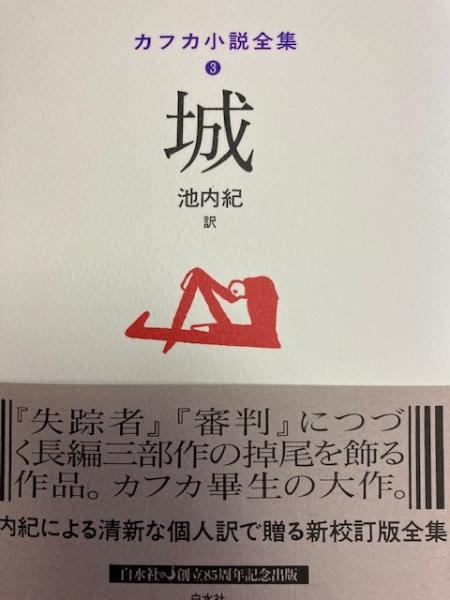 カフカ小説全集
3
城
池内紀
訳
『失踪者』『審判』につづ
く長編三部作の掉尾を飾る
作品。カフカ畢生の大作。
内紀による清新な個人訳で贈る新校訂版全集
白水社 創立85周年記念出版
白水社